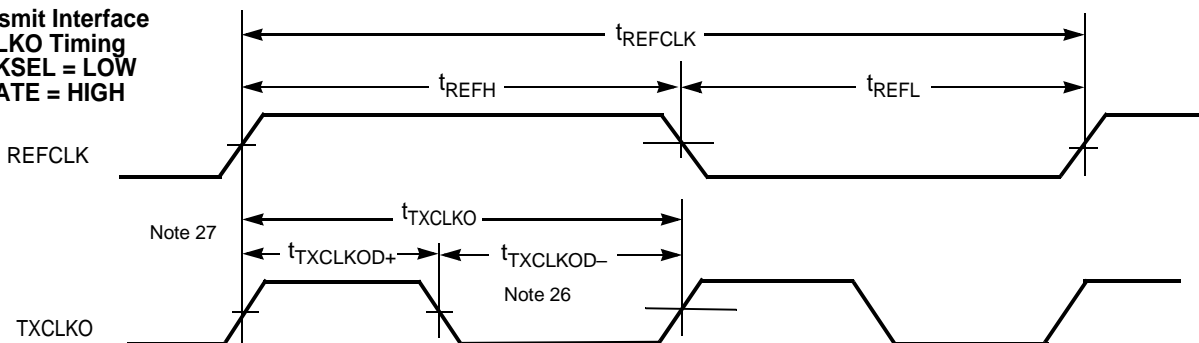 smit Interface
LKO Timing
KSEL = LOW
ATE = HIGH
tREFCLK
tREFH
tREFL
REFCLK
Note 27
tTXCLKO
tTXCLKOD+
tTXCLKOD–
Note 26
TXCLKO